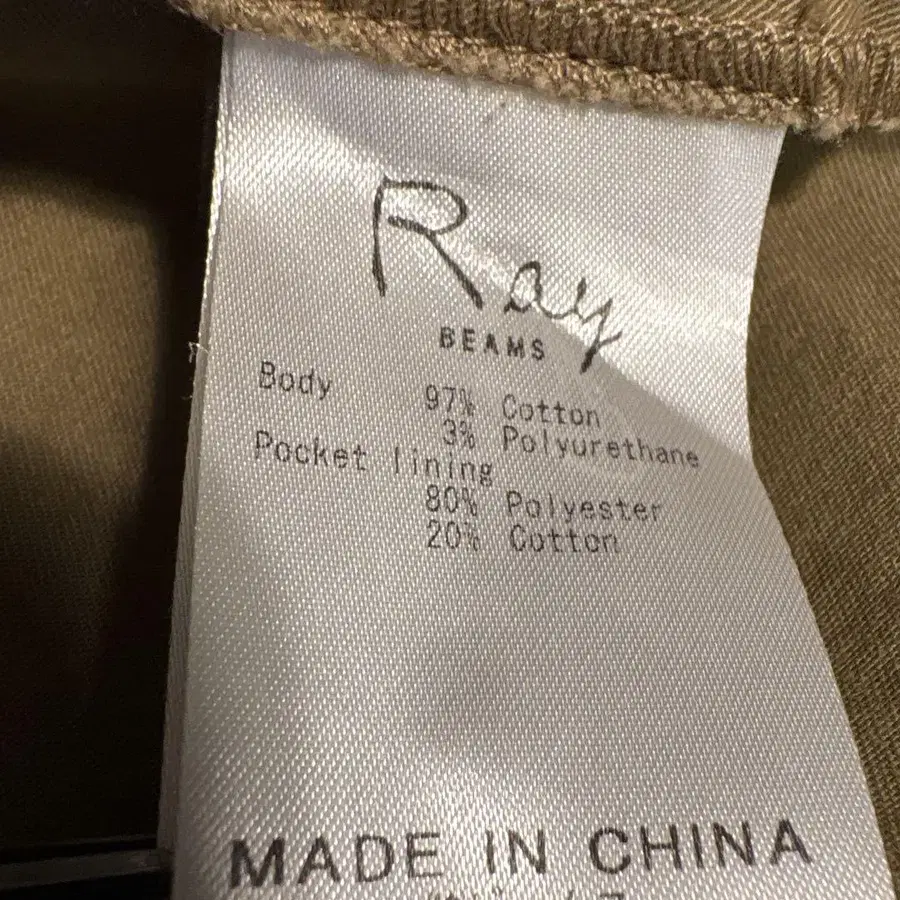 Ray
BEAMS
Body 97% Cotton
3% Polyurethane
Pocket lining
80% Polyester
20% Cotton
MADE IN CHINA